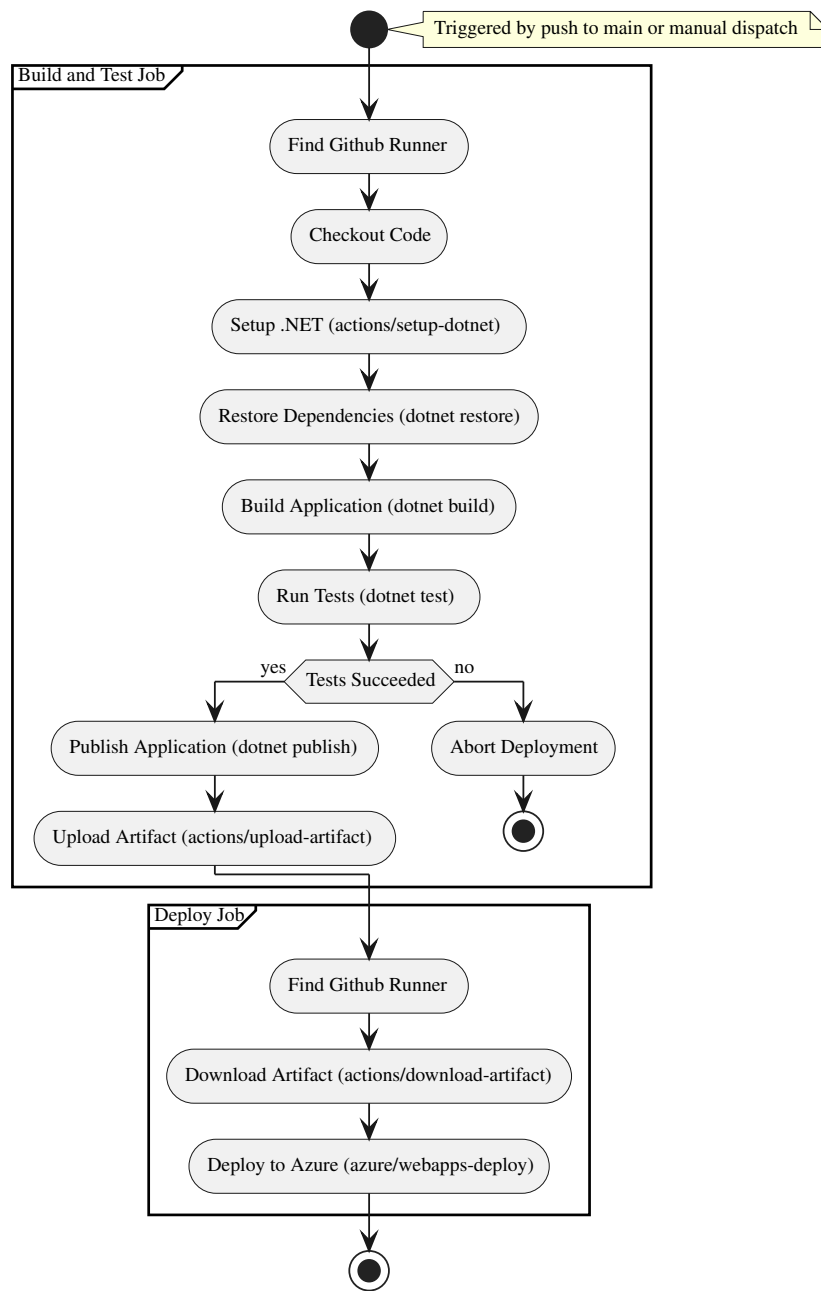 Triggered by push to main or manual dispatch
Build and Test Job
Find Github Runner
Checkout Code
Setup .NET (actions/setup-dotnet)
Restore Dependencies (dotnet restore)
Build Application (dotnet build)
Run Tests (dotnet test)
yes
Tests Succeeded
no
Publish Application (dotnet publish)
Abort Deployment
Upload Artifact (actions/upload-artifact)
Deploy Job
Find Github Runner
Download Artifact (actions/download-artifact)
Deploy to Azure (azure/webapps-deploy)